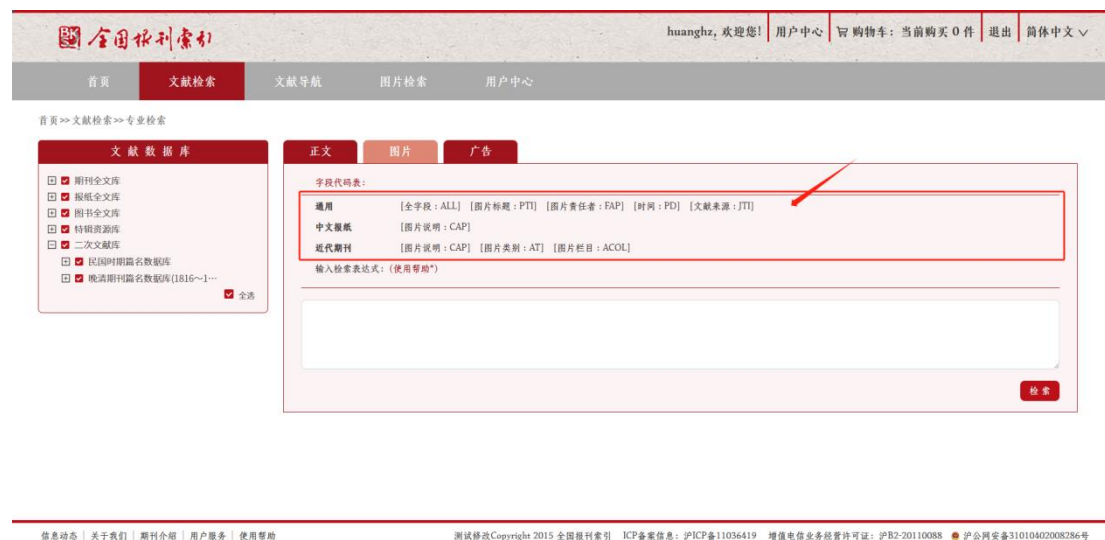 全国报刊索引
huanghz, 欢迎您! 用户中心 购物车: 当前购买 0 件 退出 简体中文
首页 文献检索 文献导航 图片检索 用户中心
首页>>文献检索>>专业检索
文 献 数 据 库
期刊全文库
报纸全文库
图书全文库
特辑资源库
二次文献库
民国时期篇名数据库
晚清期刊篇名数据库(1816～1…
全选
正文 图片 广告
字段代码表:
通用 [全字段 : ALL] [图片标题 : PTI] [图片责任者 : FAP] [时间 : PD] [文献来源 : JTI]
中文报纸 [图片说明 : CAP]
近代期刊 [图片说明 : CAP] [图片类别 : AT] [图片栏目 : ACOL]
输入检索表达式: (使用帮助*)
检 索
信息动态 | 关于我们 | 期刊介绍 | 用户服务 | 使用帮助
测试修改Copyright 2015 全国报刊索引 ICP备案信息: 沪ICP备11036419 增值电信业务经营许可证: 沪B2-20110088 沪公网安备31010402008286号